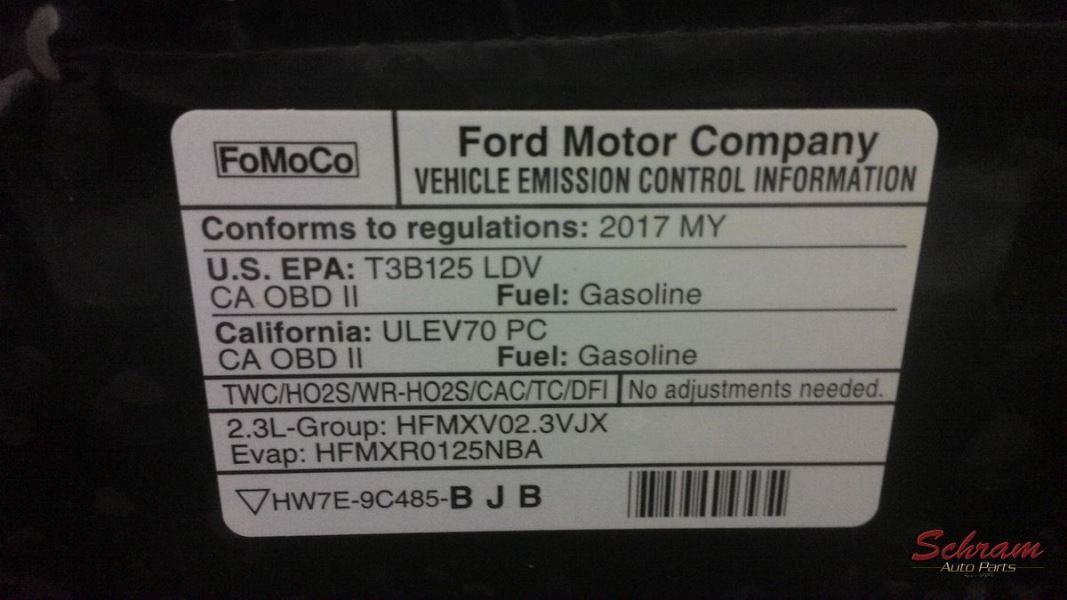 FoMoCo
Ford Motor Company
VEHICLE EMISSION CONTROL INFORMATION
Conforms to regulations: 2017 MY
U.S. EPA: T3B125 LDV
CA OBD II Fuel: Gasoline
California: ULEV70 PC
CA OBD II Fuel: Gasoline
TWC/HO2S/WR-HO2S/CAC/TC/DFI No adjustments needed.
2.3L-Group: HFMXV02.3VJX
Evap: HFMXR0125NBA
HW7E-9C485-B J B
Schram
Auto Parts